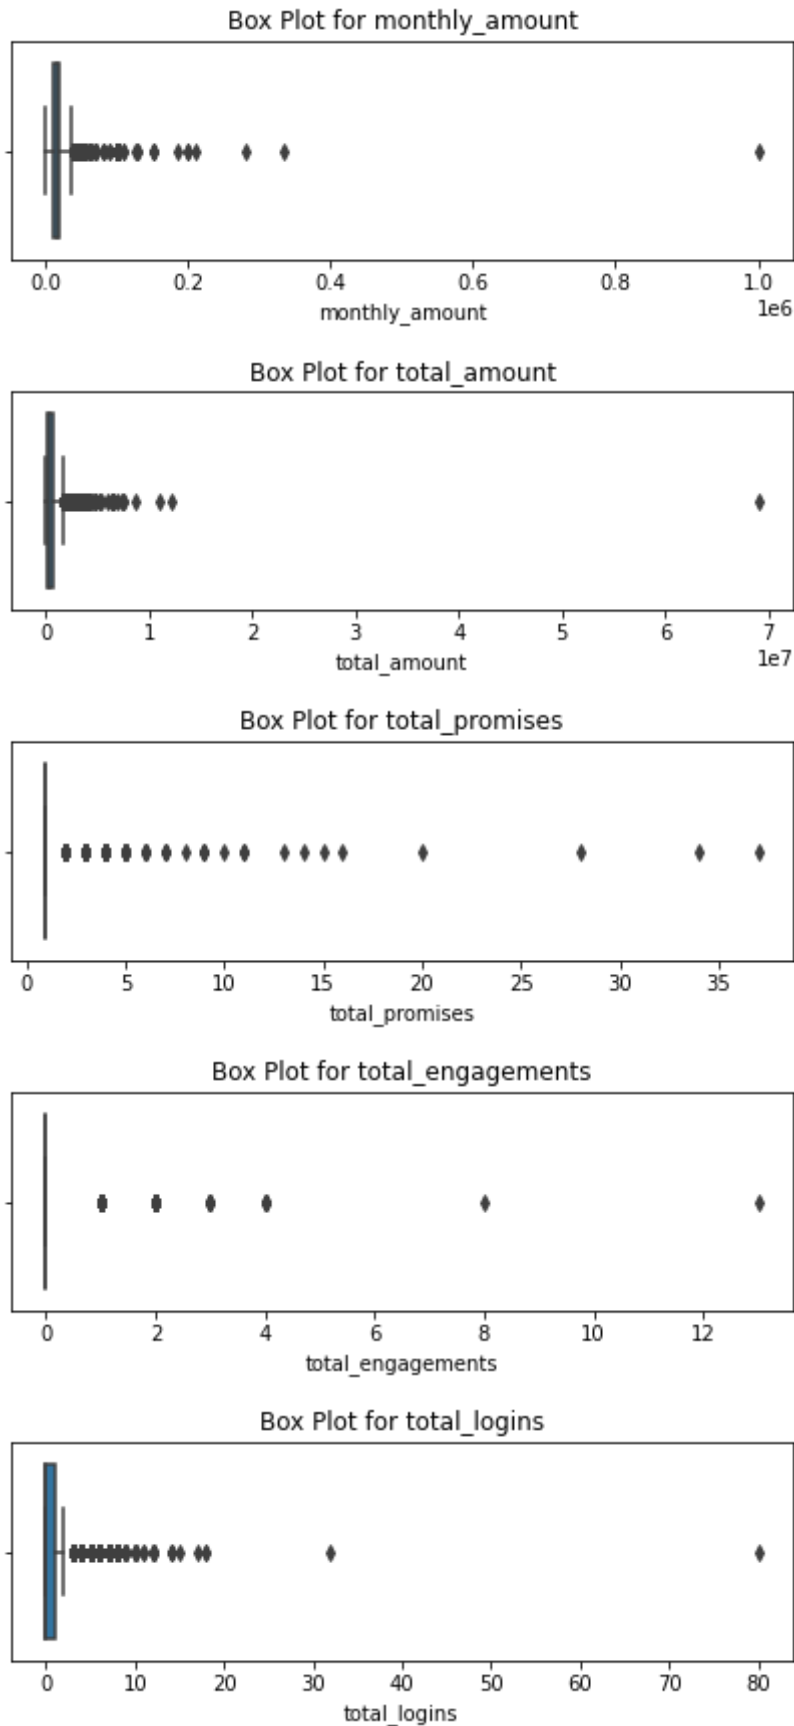 Box Plot for monthly_amount
0.0 0.2 0.4 0.6 0.8 1.0
1e6
monthly_amount
Box Plot for total_amount
0 1 2 3 4 5 6 7
1e7
total_amount
Box Plot for total_promises
0 5 10 15 20 25 30 35
total_promises
Box Plot for total_engagements
0 2 4 6 8 10 12
total_engagements
Box Plot for total_logins
0 10 20 30 40 50 60 70 80
total_logins